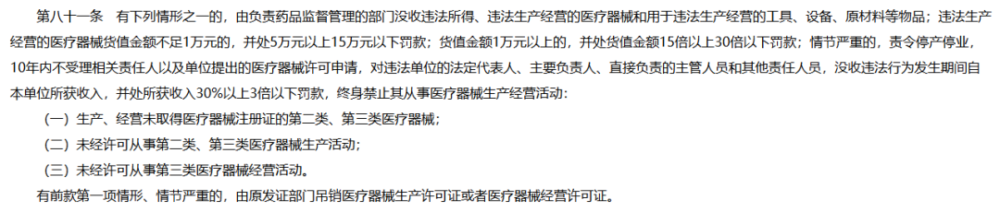 第八十一条　有下列情形之一的，由负责药品监督管理的部门没收违法所得、违法生产经营的医疗器械和用于违法生产经营的工具、设备、原材料等物品；违法生产
经营的医疗器械货值金额不足1万元的，并处5万元以上15万元以下罚款；货值金额1万元以上的，并处货值金额15倍以上30倍以下罚款；情节严重的，责令停产停业，
10年内不受理相关责任人以及单位提出的医疗器械许可申请，对违法单位的法定代表人、主要负责人、直接负责的主管人员和其他责任人员，没收违法行为发生期间自
本单位所获收入，并处所获收入30%以上3倍以下罚款，终身禁止其从事医疗器械生产经营活动：
（一）生产、经营未取得医疗器械注册证的第二类、第三类医疗器械；
（二）未经许可从事第二类、第三类医疗器械生产活动；
（三）未经许可从事第三类医疗器械经营活动。
有前款第一项情形、情节严重的，由原发证部门吊销医疗器械生产许可证或者医疗器械经营许可证。